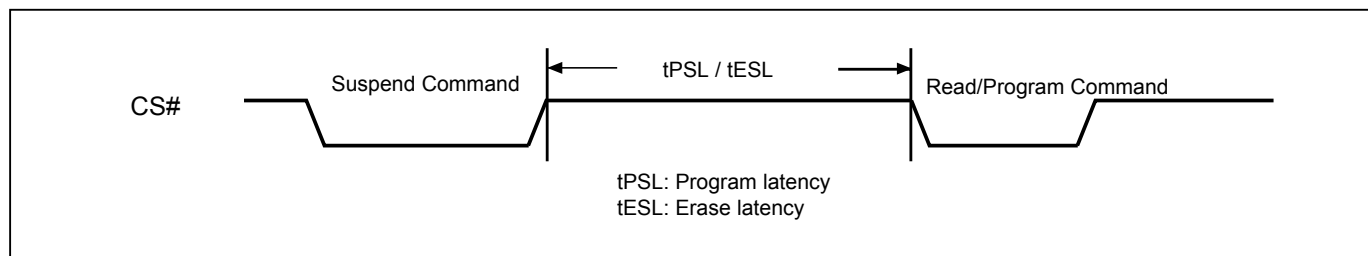 tPSL / tESL
Suspend Command
Read/Program Command
CS#
tPSL: Program latency
tESL: Erase latency